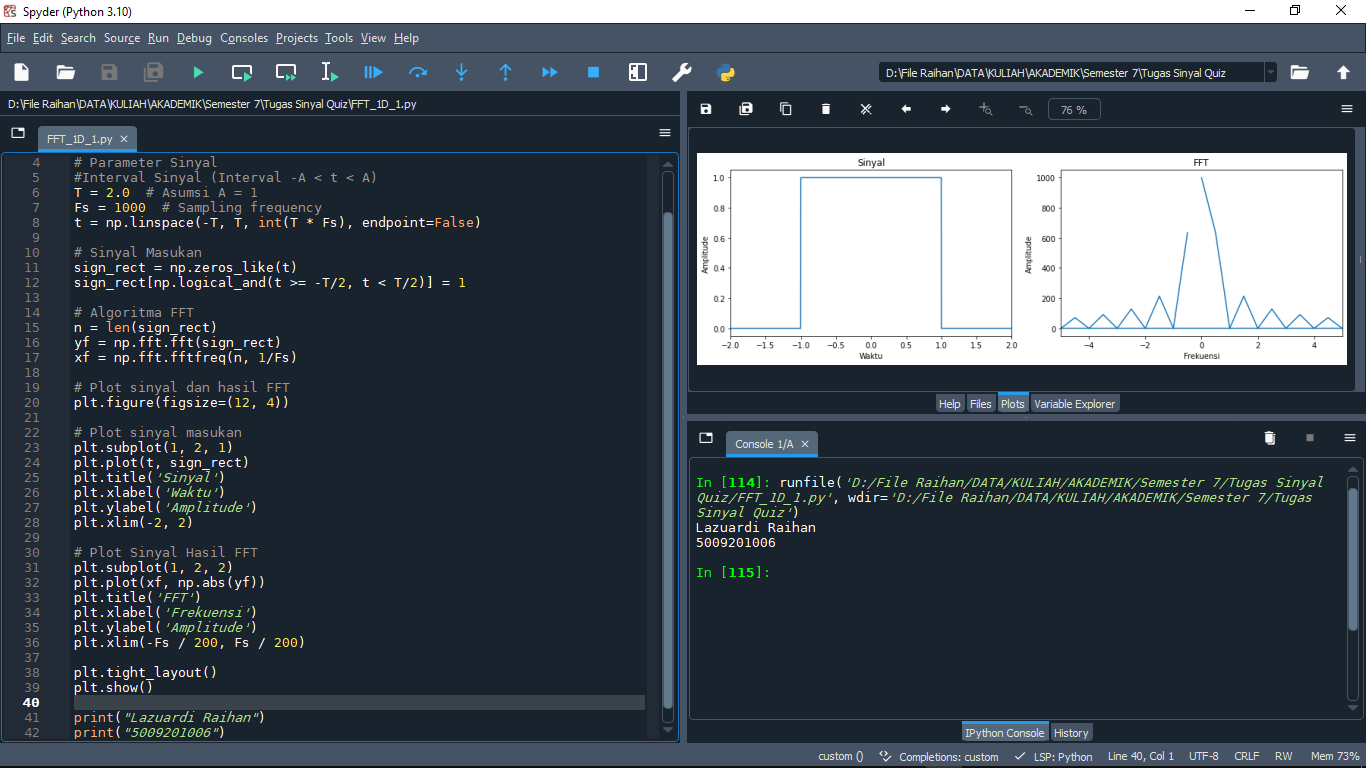 Spyder (Python 3.10)
File Edit Search Source Run Debug Consoles Projects Tools View Help
D:\File Raihan\DATA\KULIAH\AKADEMIK\Semester 7\Tugas Sinyal Quiz
D:\File Raihan\DATA\KULIAH\AKADEMIK\Semester 7\Tugas Sinyal Quiz\FFT_1D_1.py
FFT_1D_1.py
4 # Parameter Sinyal
5 #Interval Sinyal (Interval -A < t < A)
6 T = 2.0  # Asumsi A = 1
7 Fs = 1000  # Sampling frequency
8 t = np.linspace(-T, T, int(T * Fs), endpoint=False)
9
10 # Sinyal Masukan
11 sign_rect = np.zeros_like(t)
12 sign_rect[np.logical_and(t >= -T/2, t < T/2)] = 1
13
14 # Algoritma FFT
15 n = len(sign_rect)
16 yf = np.fft.fft(sign_rect)
17 xf = np.fft.fftfreq(n, 1/Fs)
18
19 # Plot sinyal dan hasil FFT
20 plt.figure(figsize=(12, 4))
21
22 # Plot sinyal masukan
23 plt.subplot(1, 2, 1)
24 plt.plot(t, sign_rect)
25 plt.title('Sinyal')
26 plt.xlabel('Waktu')
27 plt.ylabel('Amplitude')
28 plt.xlim(-2, 2)
29
30 # Plot Sinyal Hasil FFT
31 plt.subplot(1, 2, 2)
32 plt.plot(xf, np.abs(yf))
33 plt.title('FFT')
34 plt.xlabel('Frekuensi')
35 plt.ylabel('Amplitude')
36 plt.xlim(-Fs / 200, Fs / 200)
37
38 plt.tight_layout()
39 plt.show()
40
41 print("Lazuardi Raihan")
42 print("5009201006")
76 %
Sinyal
1.0
0.8
0.6
0.4
0.2
0.0
Amplitude
−2.0 −1.5 −1.0 −0.5 0.0 0.5 1.0 1.5 2.0
Waktu
FFT
1000
800
600
400
200
0
Amplitude
−4 −2 0 2 4
Frekuensi
Help Files Plots Variable Explorer
Console 1/A
In [114]: runfile('D:/File Raihan/DATA/KULIAH/AKADEMIK/Semester 7/Tugas Sinyal
Quiz/FFT_1D_1.py', wdir='D:/File Raihan/DATA/KULIAH/AKADEMIK/Semester 7/Tugas
Sinyal Quiz')
Lazuardi Raihan
5009201006
In [115]:
IPython Console History
custom () Completions: custom LSP: Python Line 40, Col 1 UTF-8 CRLF RW Mem 73%